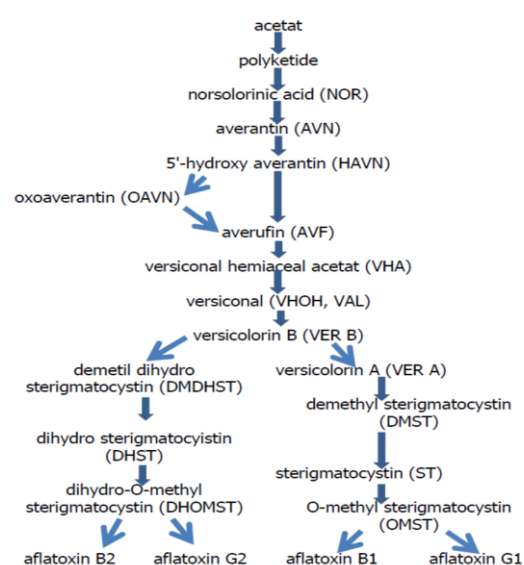 acetat
polyketide
norsolorinic acid (NOR)
averantin (AVN)
5'-hydroxy averantin (HAVN)
oxoaverantin (OAVN)
averufin (AVF)
versiconal hemiaceal acetat (VHA)
versiconal (VHOH, VAL)
versicolorin B (VER B)
demetil dihydro
sterigmatocystin (DMDHST)
dihydro sterigmatocyistin
(DHST)
dihydro-O-methyl
sterigmatocystin (DHOMST)
aflatoxin B2
aflatoxin G2
versicolorin A (VER A)
demethyl sterigmatocystin
(DMST)
sterigmatocystin (ST)
O-methyl sterigmatocystin
(OMST)
aflatoxin B1
aflatoxin G1